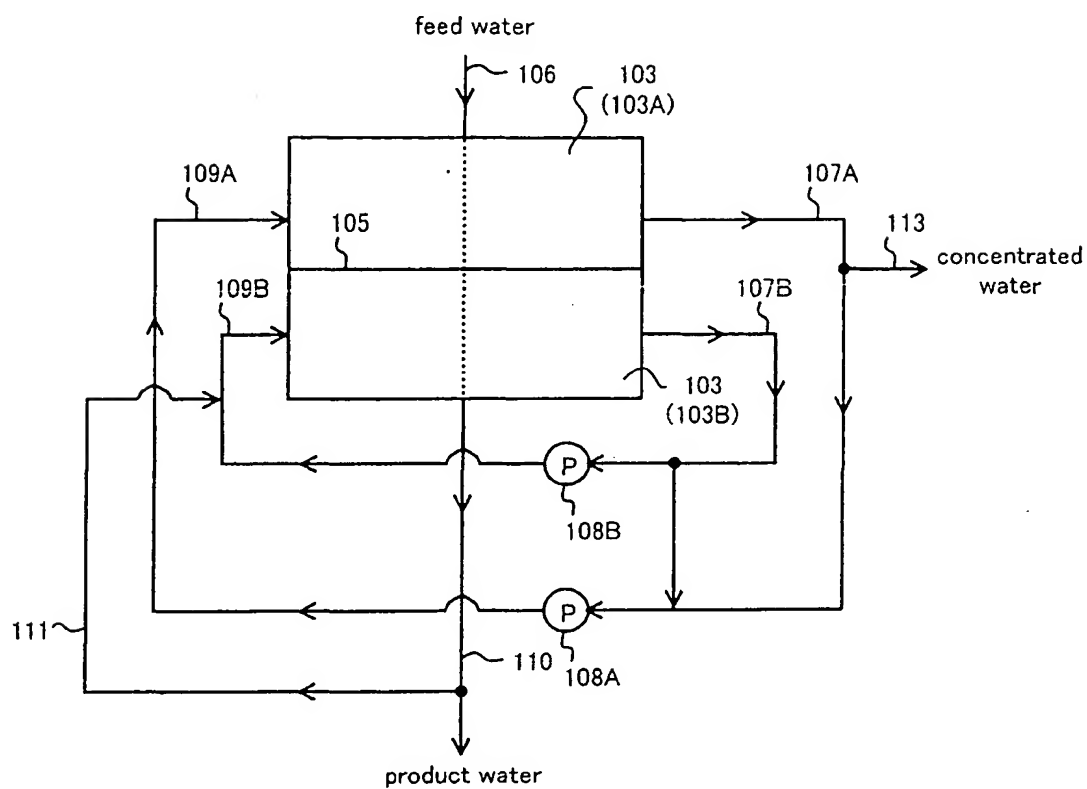 feed water
106
103
(103A)
109A
107A
105
113
concentrated
water
109B
107B
103
(103B)
P
108B
P
111
110
108A
product water